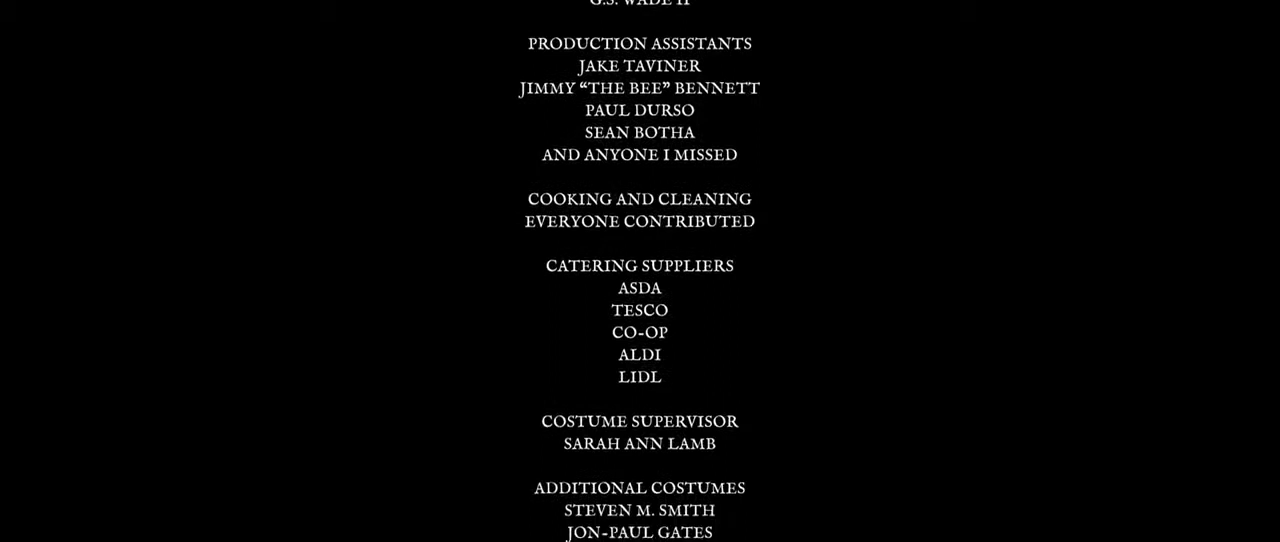 G.S. WADE II
PRODUCTION ASSISTANTS
JAKE TAVINER
JIMMY “THE BEE” BENNETT
PAUL DURSO
SEAN BOTHA
AND ANYONE I MISSED
COOKING AND CLEANING
EVERYONE CONTRIBUTED
CATERING SUPPLIERS
ASDA
TESCO
CO-OP
ALDI
LIDL
COSTUME SUPERVISOR
SARAH ANN LAMB
ADDITIONAL COSTUMES
STEVEN M. SMITH
JON-PAUL GATES